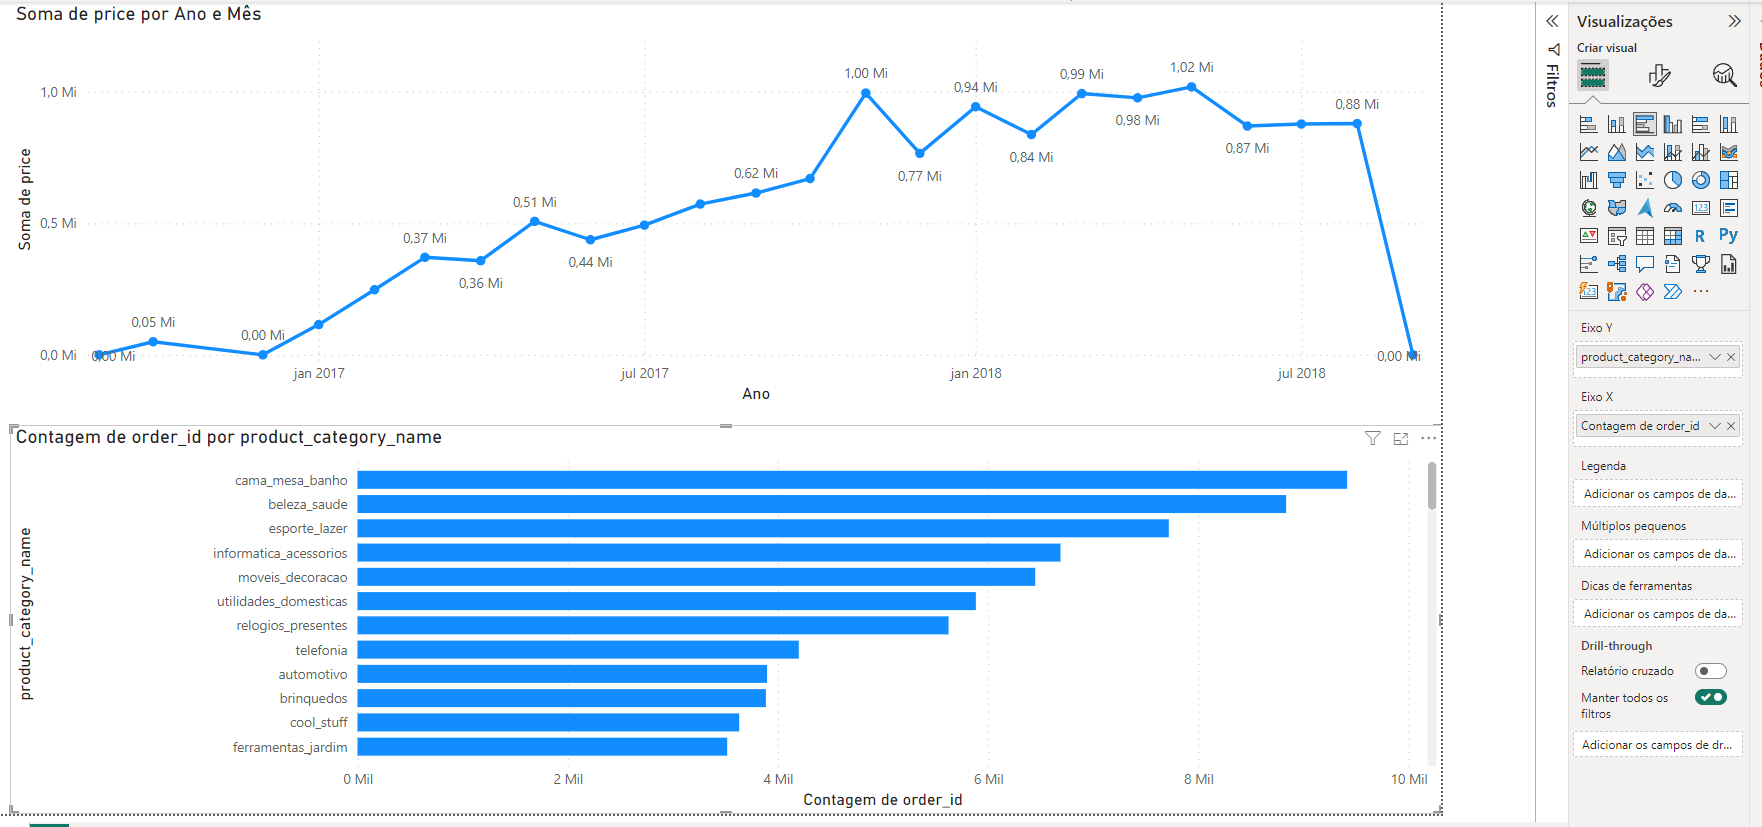 Soma de price por Ano e Mês
Soma de price
1,0 Mi
0,5 Mi
0,0 Mi
0,00 Mi
0,05 Mi
0,00 Mi
0,37 Mi
0,36 Mi
0,51 Mi
0,44 Mi
0,62 Mi
1,00 Mi
0,77 Mi
0,94 Mi
0,84 Mi
0,99 Mi
0,98 Mi
1,02 Mi
0,87 Mi
0,88 Mi
0,00 Mi
jan 2017
jul 2017
jan 2018
jul 2018
Ano
Contagem de order_id por product_category_name
product_category_name
cama_mesa_banho
beleza_saude
esporte_lazer
informatica_acessorios
moveis_decoracao
utilidades_domesticas
relogios_presentes
telefonia
automotivo
brinquedos
cool_stuff
ferramentas_jardim
0 Mil
2 Mil
4 Mil
6 Mil
8 Mil
10 Mil
Contagem de order_id
Filtros
Visualizações
Criar visual
123
R
Py
123
Eixo Y
product_category_na...
Eixo X
Contagem de order_id
Legenda
Adicionar os campos de da...
Múltiplos pequenos
Adicionar os campos de da...
Dicas de ferramentas
Adicionar os campos de da...
Drill-through
Relatório cruzado
Manter todos os
filtros
Adicionar os campos de dr...